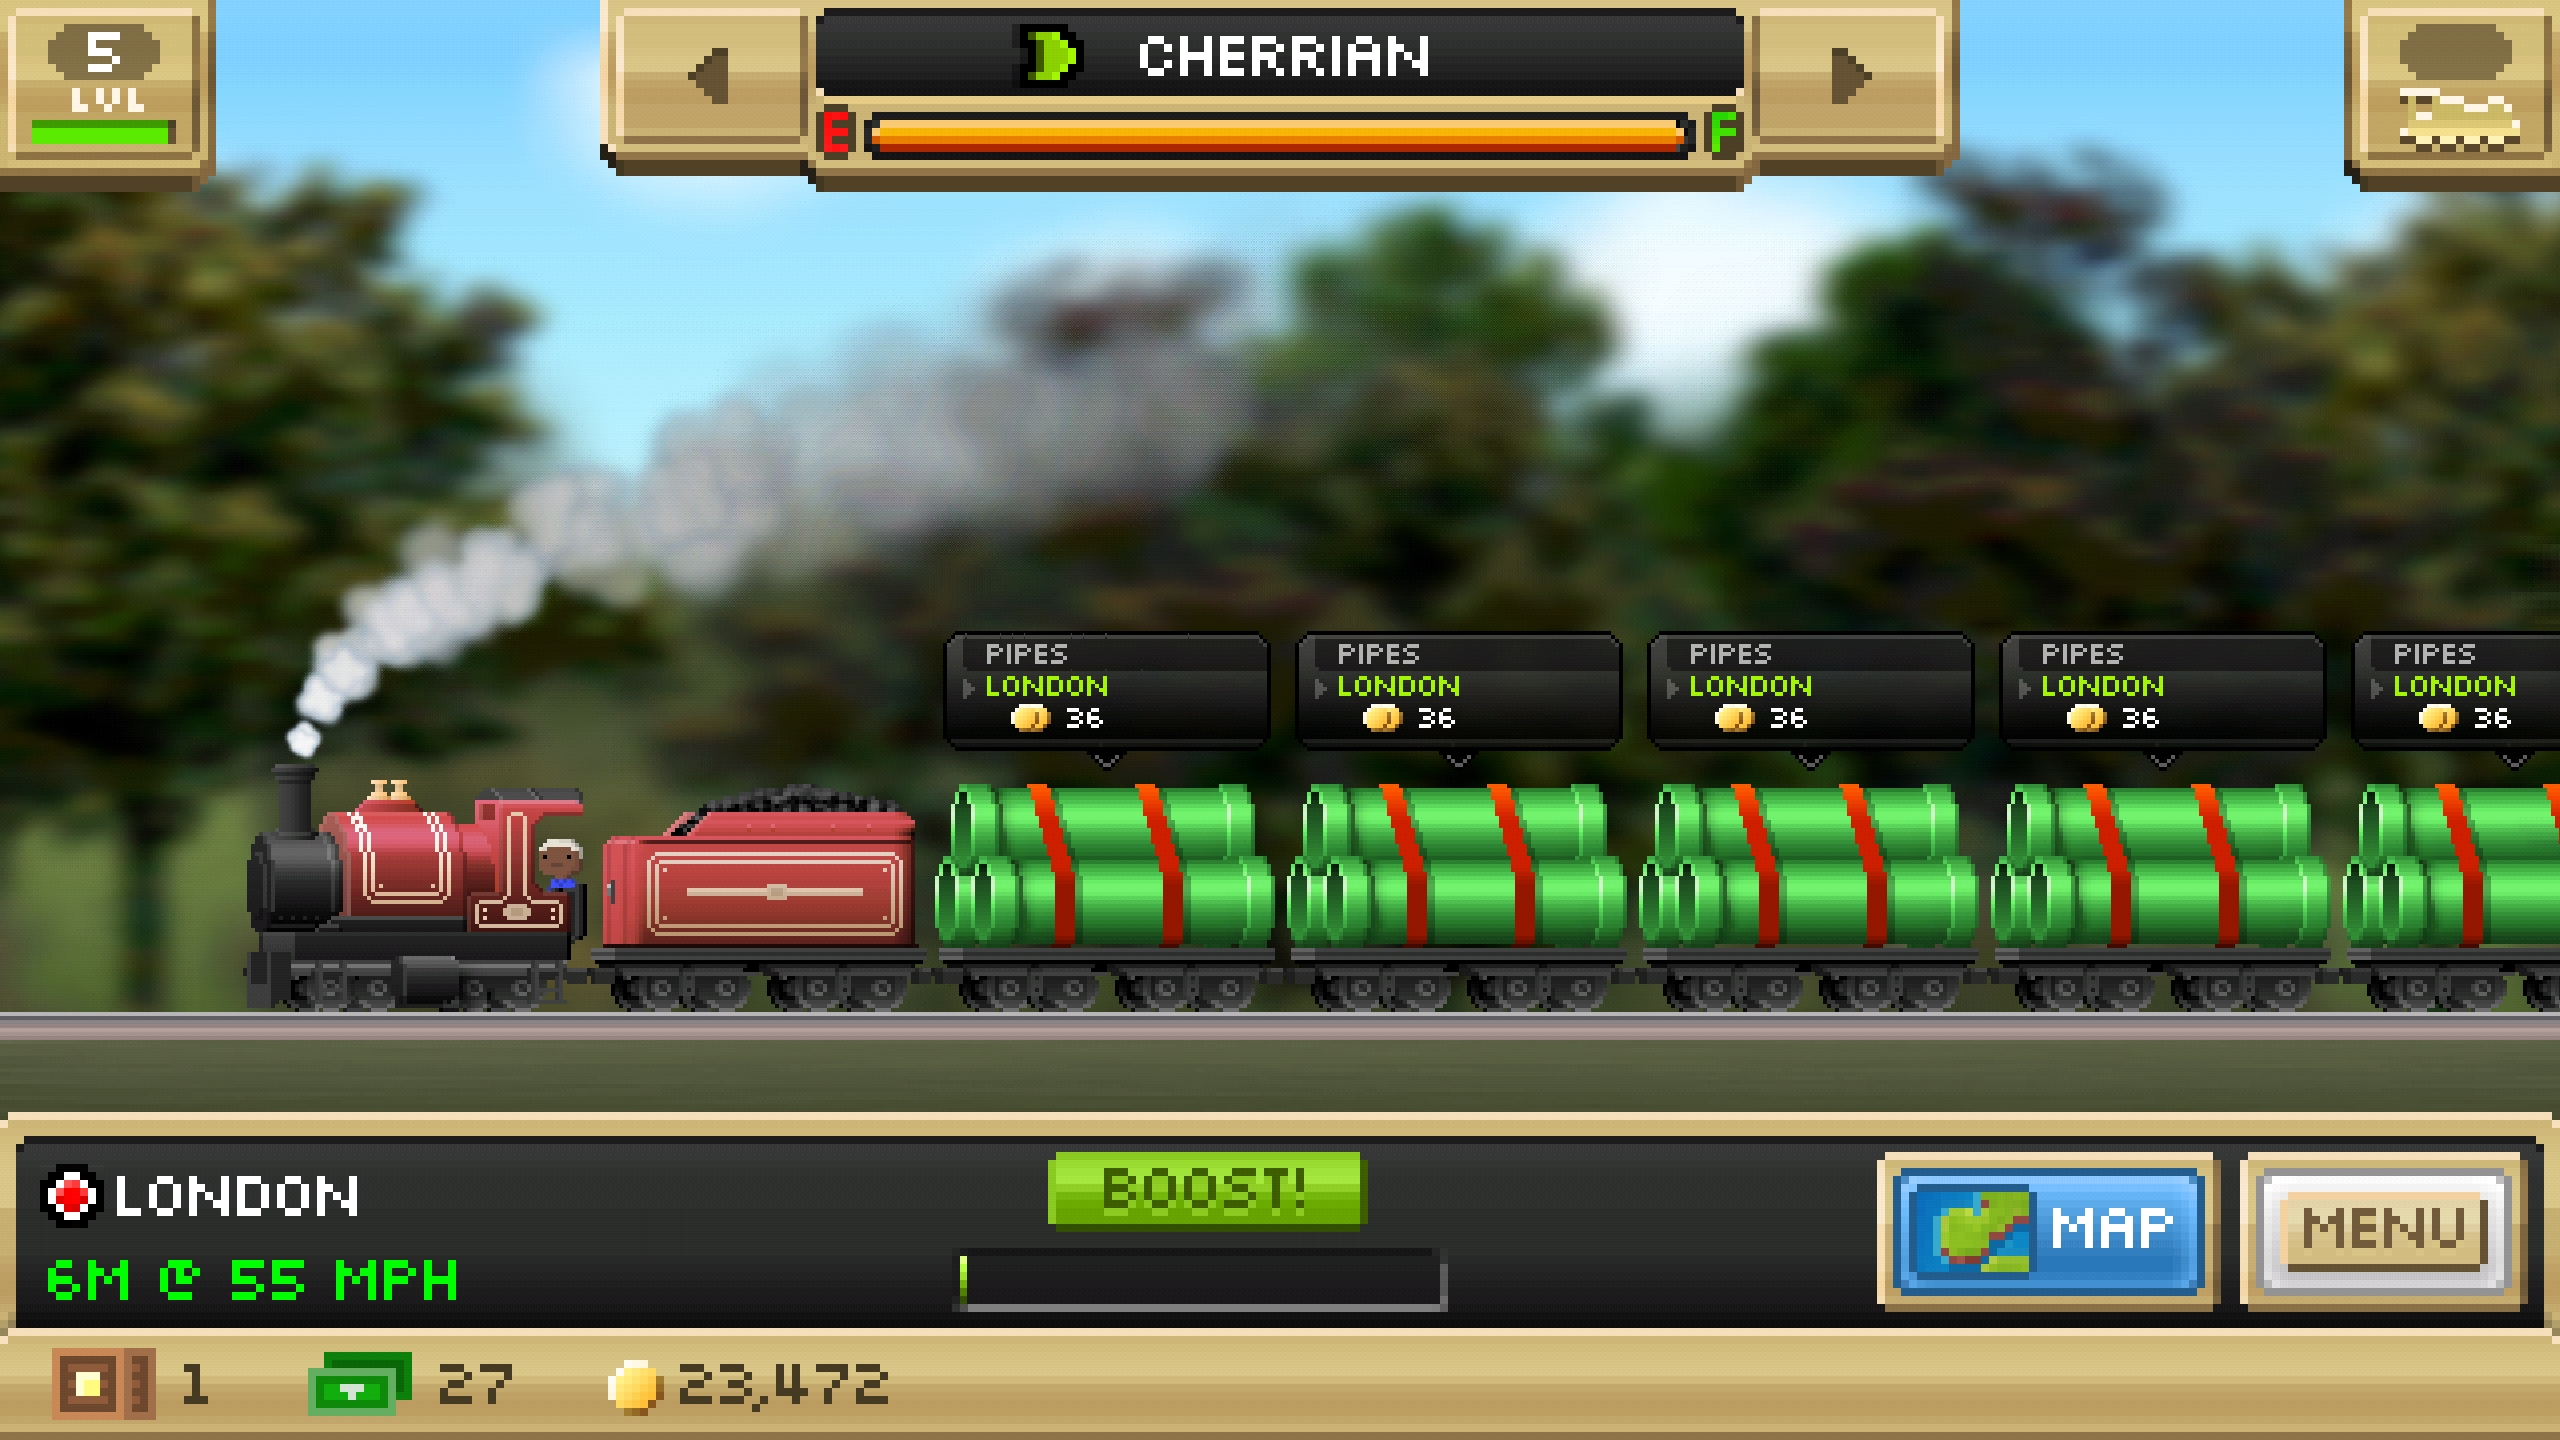 5
LVL
CHERRIAN
E F
PIPES
LONDON
36
PIPES
LONDON
36
PIPES
LONDON
36
PIPES
LONDON
36
PIPES
LONDON
36
LONDON
6M @ 55 MPH
BOOST!
MAP
MENU
1 27 23,472